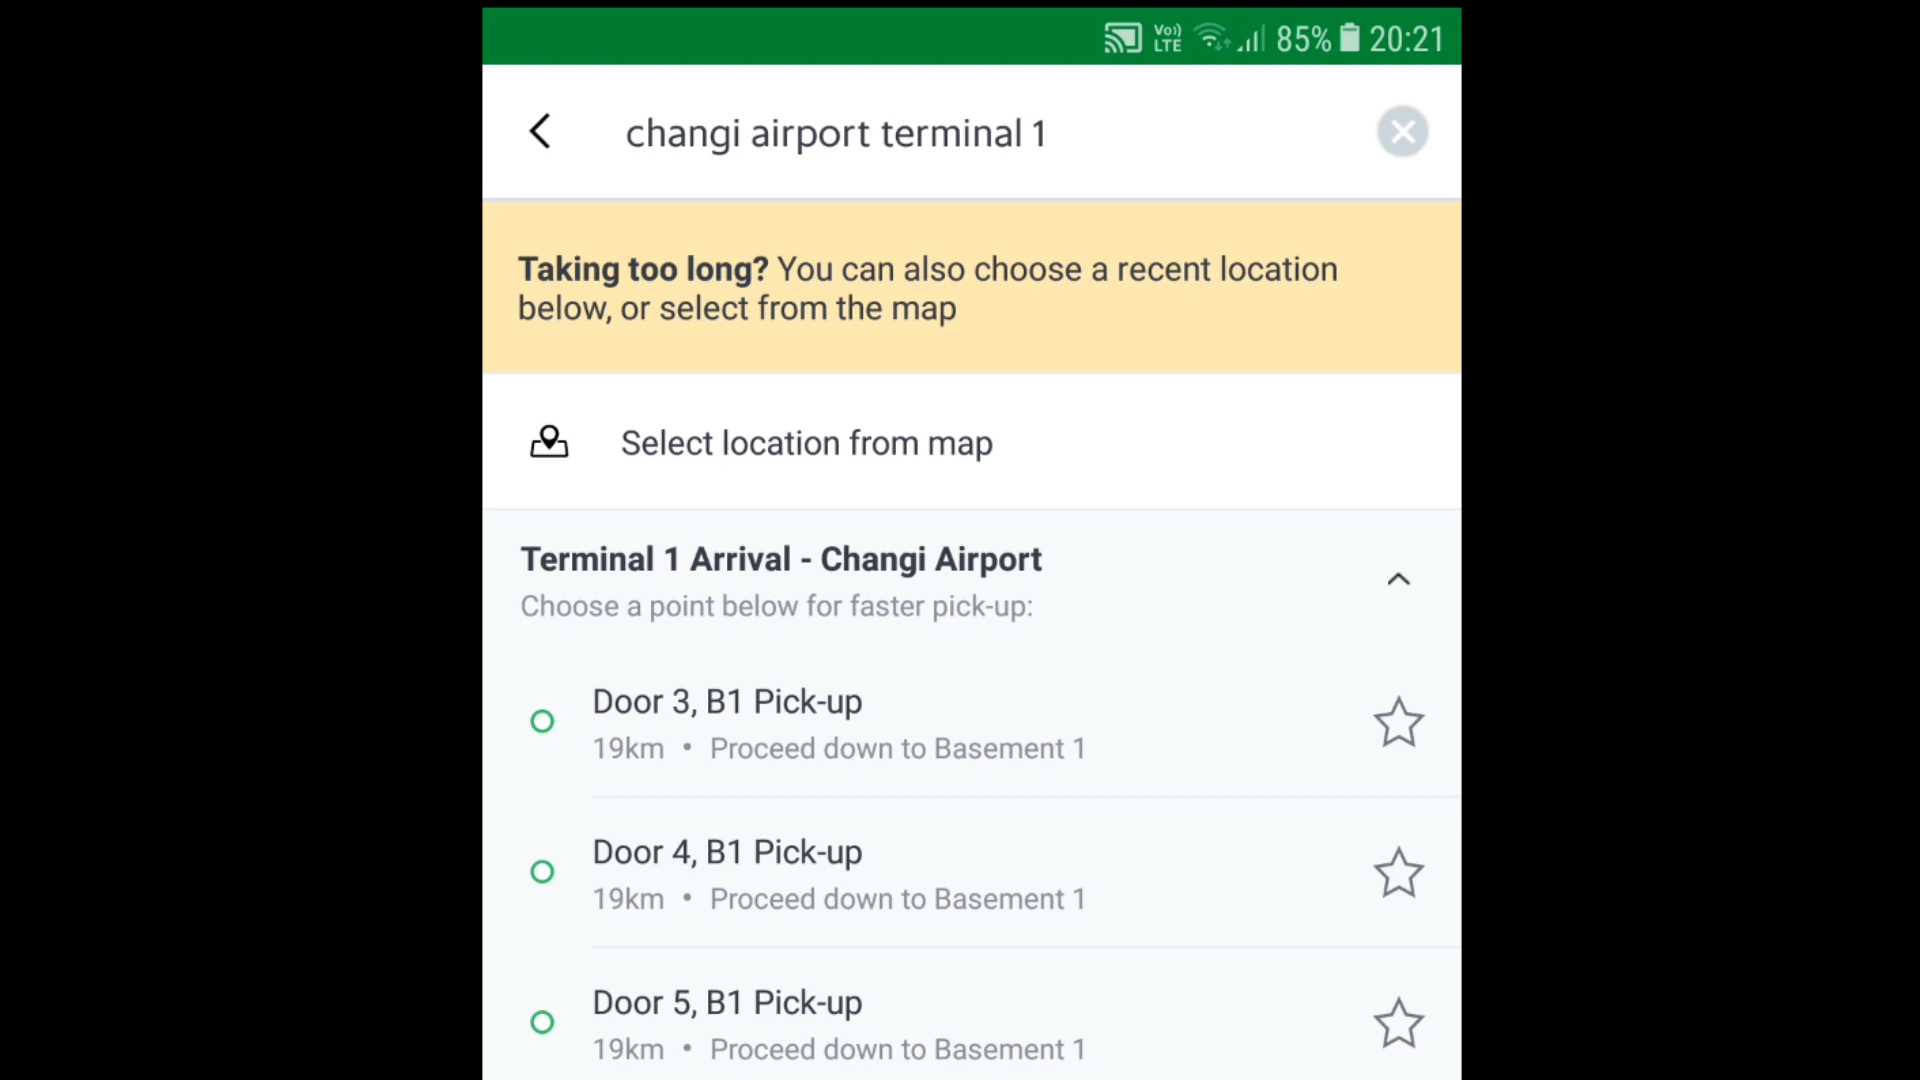 Vo)) LTE 85% 20:21
changi airport terminal 1
Taking too long? You can also choose a recent location
below, or select from the map
Select location from map
Terminal 1 Arrival - Changi Airport
Choose a point below for faster pick-up:
Door 3, B1 Pick-up
19km • Proceed down to Basement 1
Door 4, B1 Pick-up
19km • Proceed down to Basement 1
Door 5, B1 Pick-up
19km • Proceed down to Basement 1